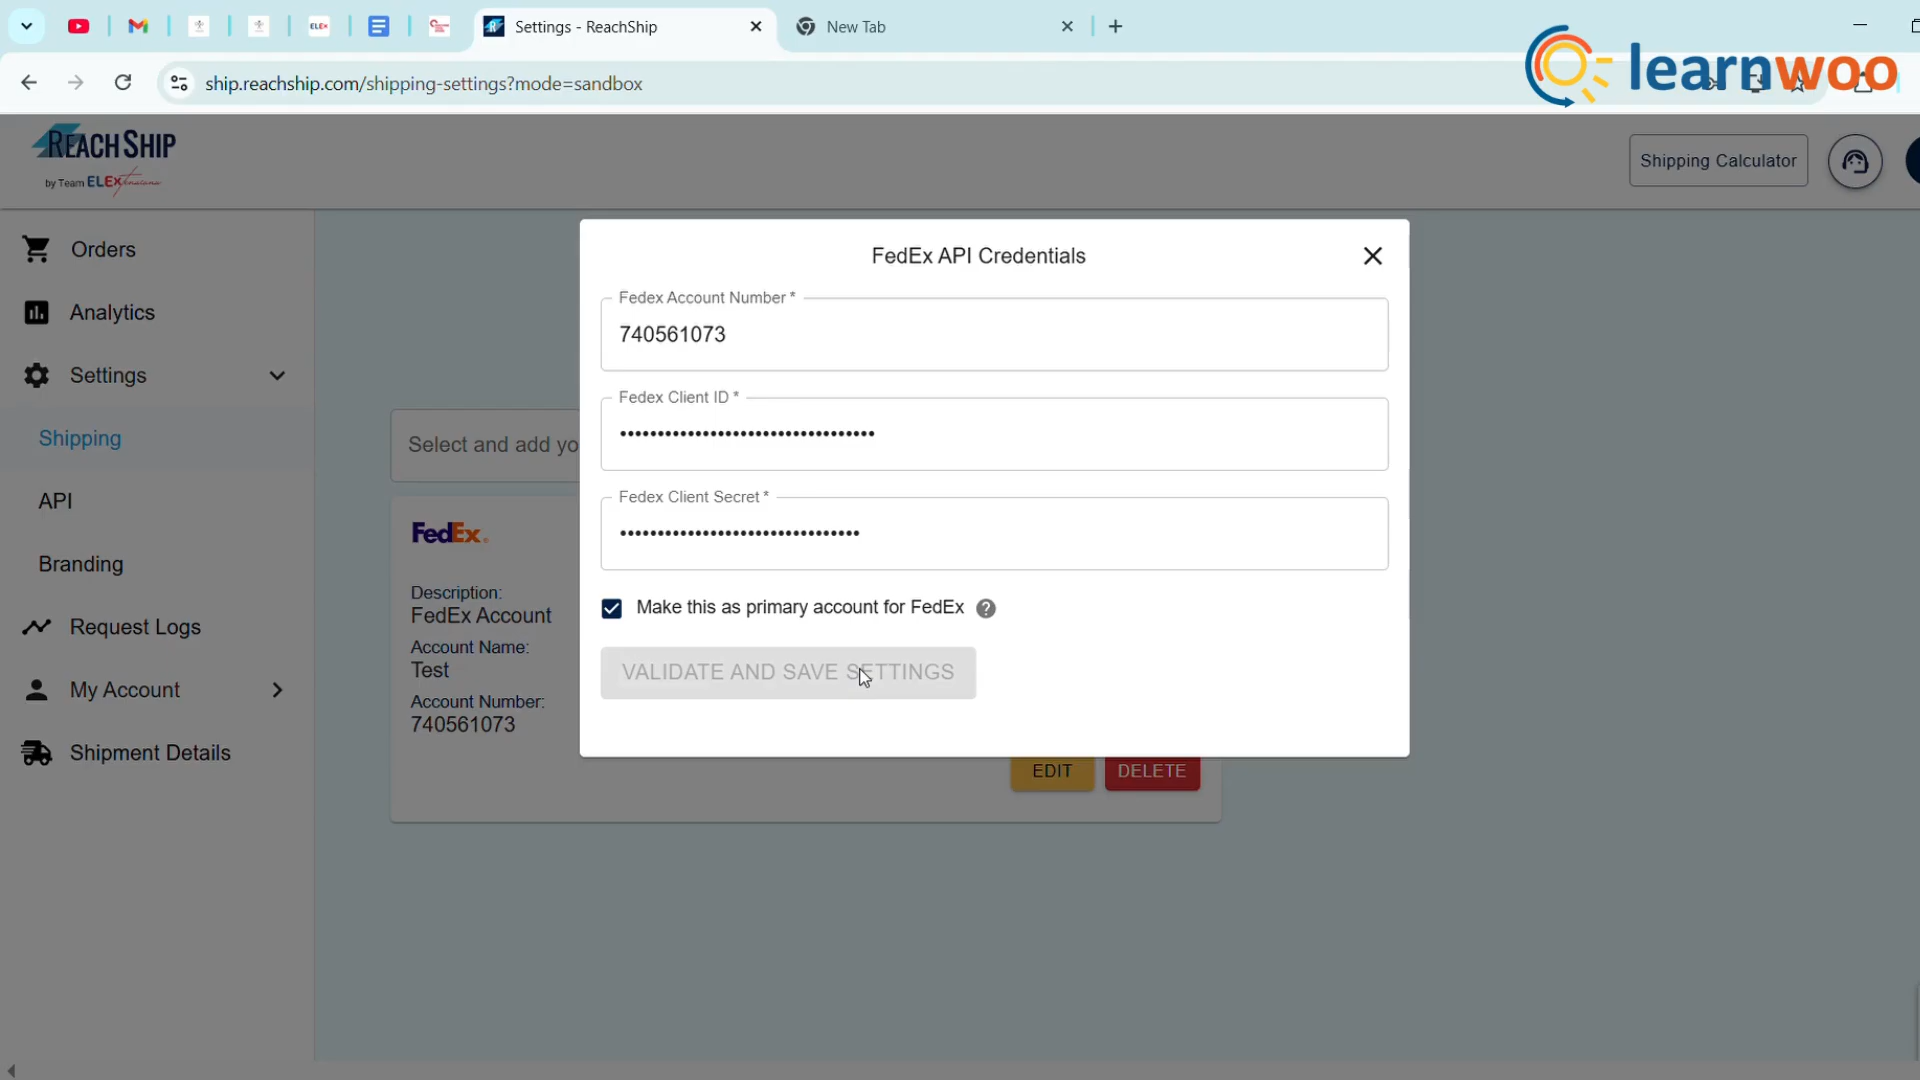 ELEX
Settings - ReachShip
New Tab
ship.reachship.com/shipping-settings?mode=sandbox
learnwoo
REACHSHIP
by Team ELEXtensions
Shipping Calculator
Orders
Analytics
Settings
Shipping
API
Branding
Request Logs
My Account
Shipment Details
Select and add yo
FedEx
Description:
FedEx Account
Account Name:
Test
Account Number:
740561073
FedEx API Credentials
Fedex Account Number *
740561073
Fedex Client ID *
••••••••••••••••••••••••••••••••••
Fedex Client Secret *
••••••••••••••••••••••••••••••••
Make this as primary account for FedEx ?
VALIDATE AND SAVE SETTINGS
EDIT
DELETE